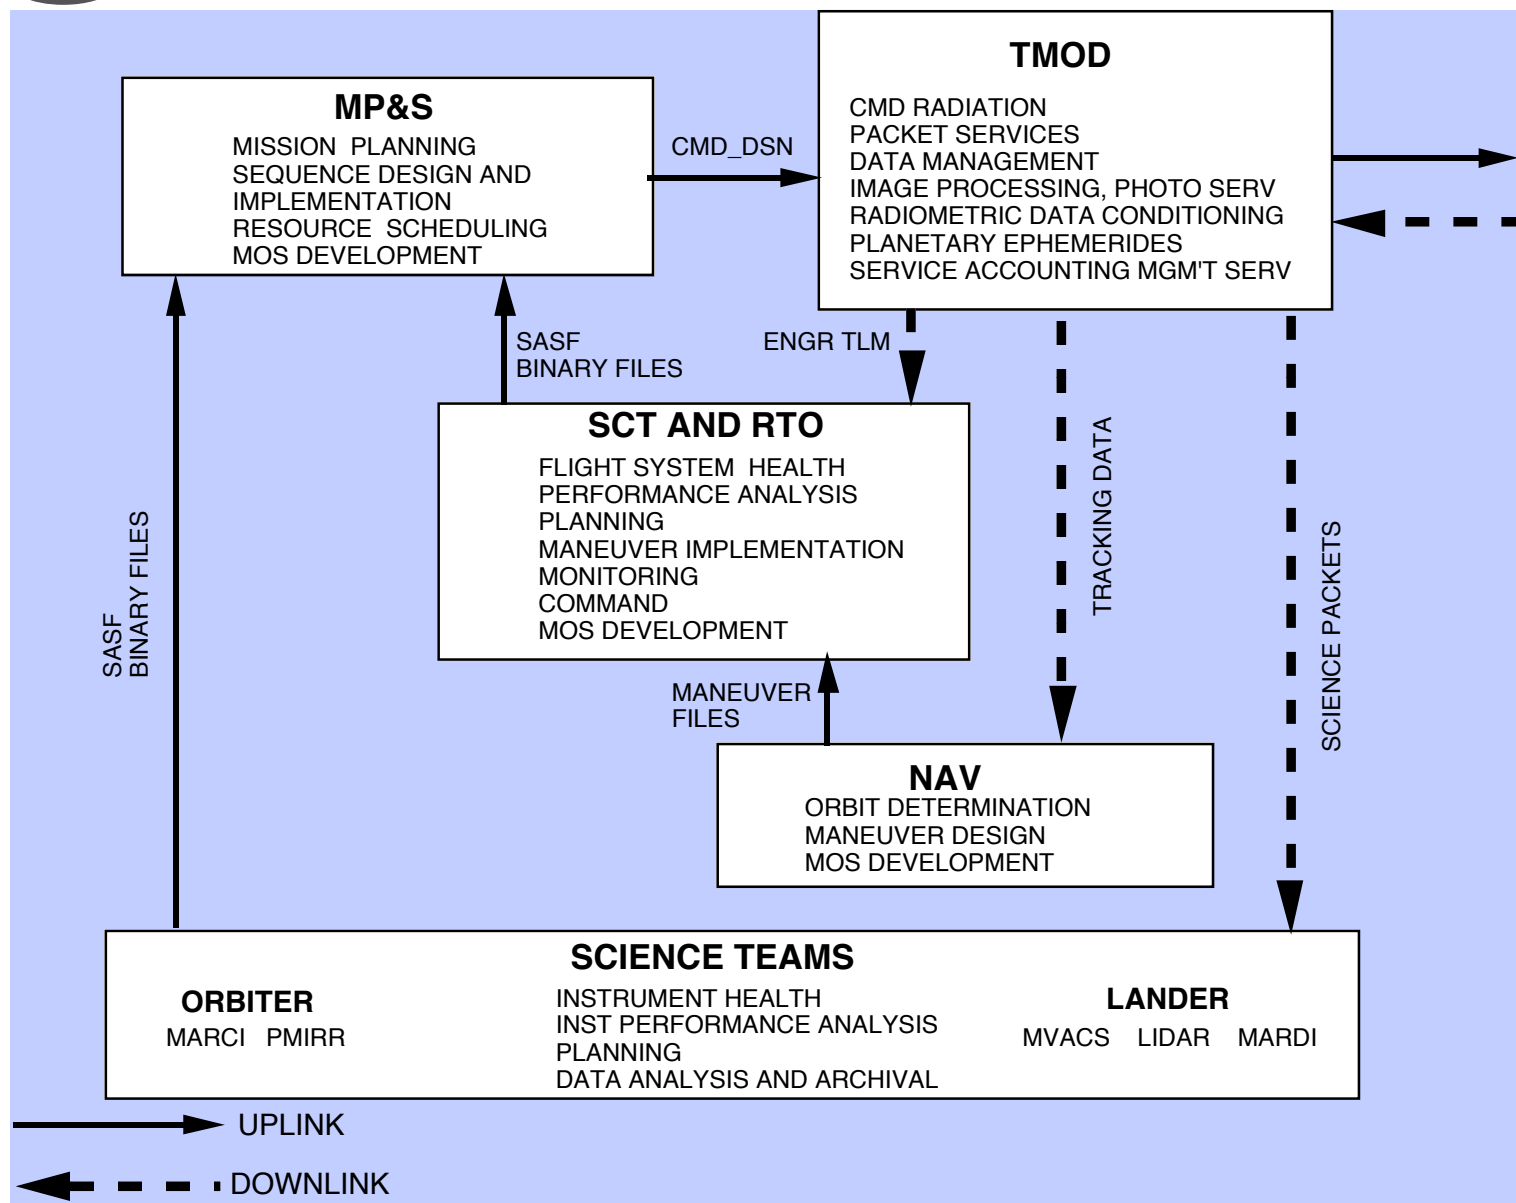 TMOD
CMD RADIATION
PACKET SERVICES
DATA MANAGEMENT
IMAGE PROCESSING, PHOTO SERV
RADIOMETRIC DATA CONDITIONING
PLANETARY EPHEMERIDES
SERVICE ACCOUNTING MGM'T SERV
MP&S
MISSION PLANNING
SEQUENCE DESIGN AND
IMPLEMENTATION
RESOURCE SCHEDULING
MOS DEVELOPMENT
CMD_DSN
SASF
BINARY FILES
ENGR TLM
SCT AND RTO
FLIGHT SYSTEM HEALTH
PERFORMANCE ANALYSIS
PLANNING
MANEUVER IMPLEMENTATION
MONITORING
COMMAND
MOS DEVELOPMENT
TRACKING DATA
SCIENCE PACKETS
SASF
BINARY FILES
MANEUVER
FILES
NAV
ORBIT DETERMINATION
MANEUVER DESIGN
MOS DEVELOPMENT
SCIENCE TEAMS
ORBITER
MARCI PMIRR
INSTRUMENT HEALTH
INST PERFORMANCE ANALYSIS
PLANNING
DATA ANALYSIS AND ARCHIVAL
LANDER
MVACS LIDAR MARDI
UPLINK
DOWNLINK